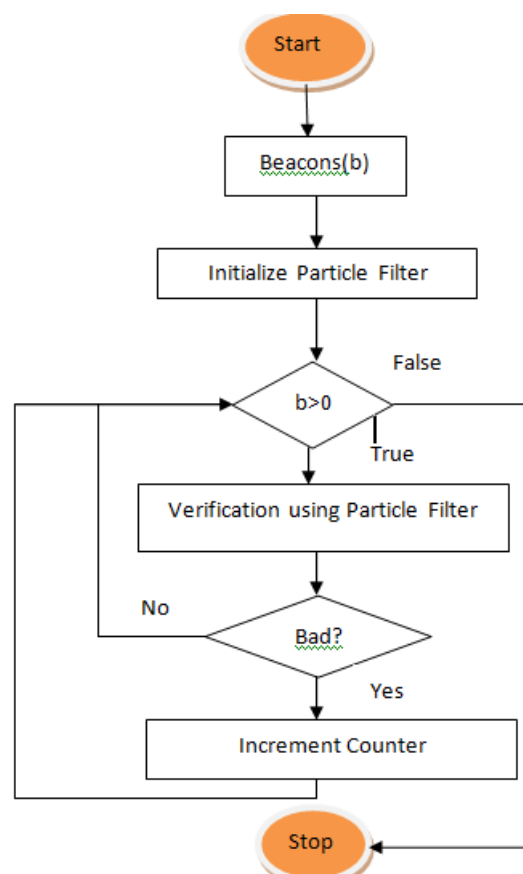 Start
Beacons(b)
Initialize Particle Filter
False
b>0
True
Verification using Particle Filter
No
Bad?
Yes
Increment Counter
Stop